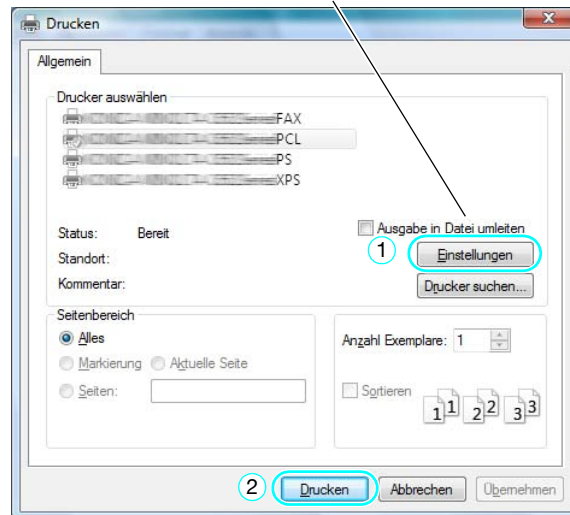 Drucken
Allgemein
Drucker auswählen
FAX
PCL
PS
XPS
Status: Bereit
Standort:
Kommentar:
Ausgabe in Datei umleiten
1 Einstellungen
Drucker suchen...
Seitenbereich
Alles
Markierung Aktuelle Seite
Seiten:
Anzahl Exemplare: 1
Sortieren
1 1 2 2 3 3
2 Drucken Abbrechen Übernehmen